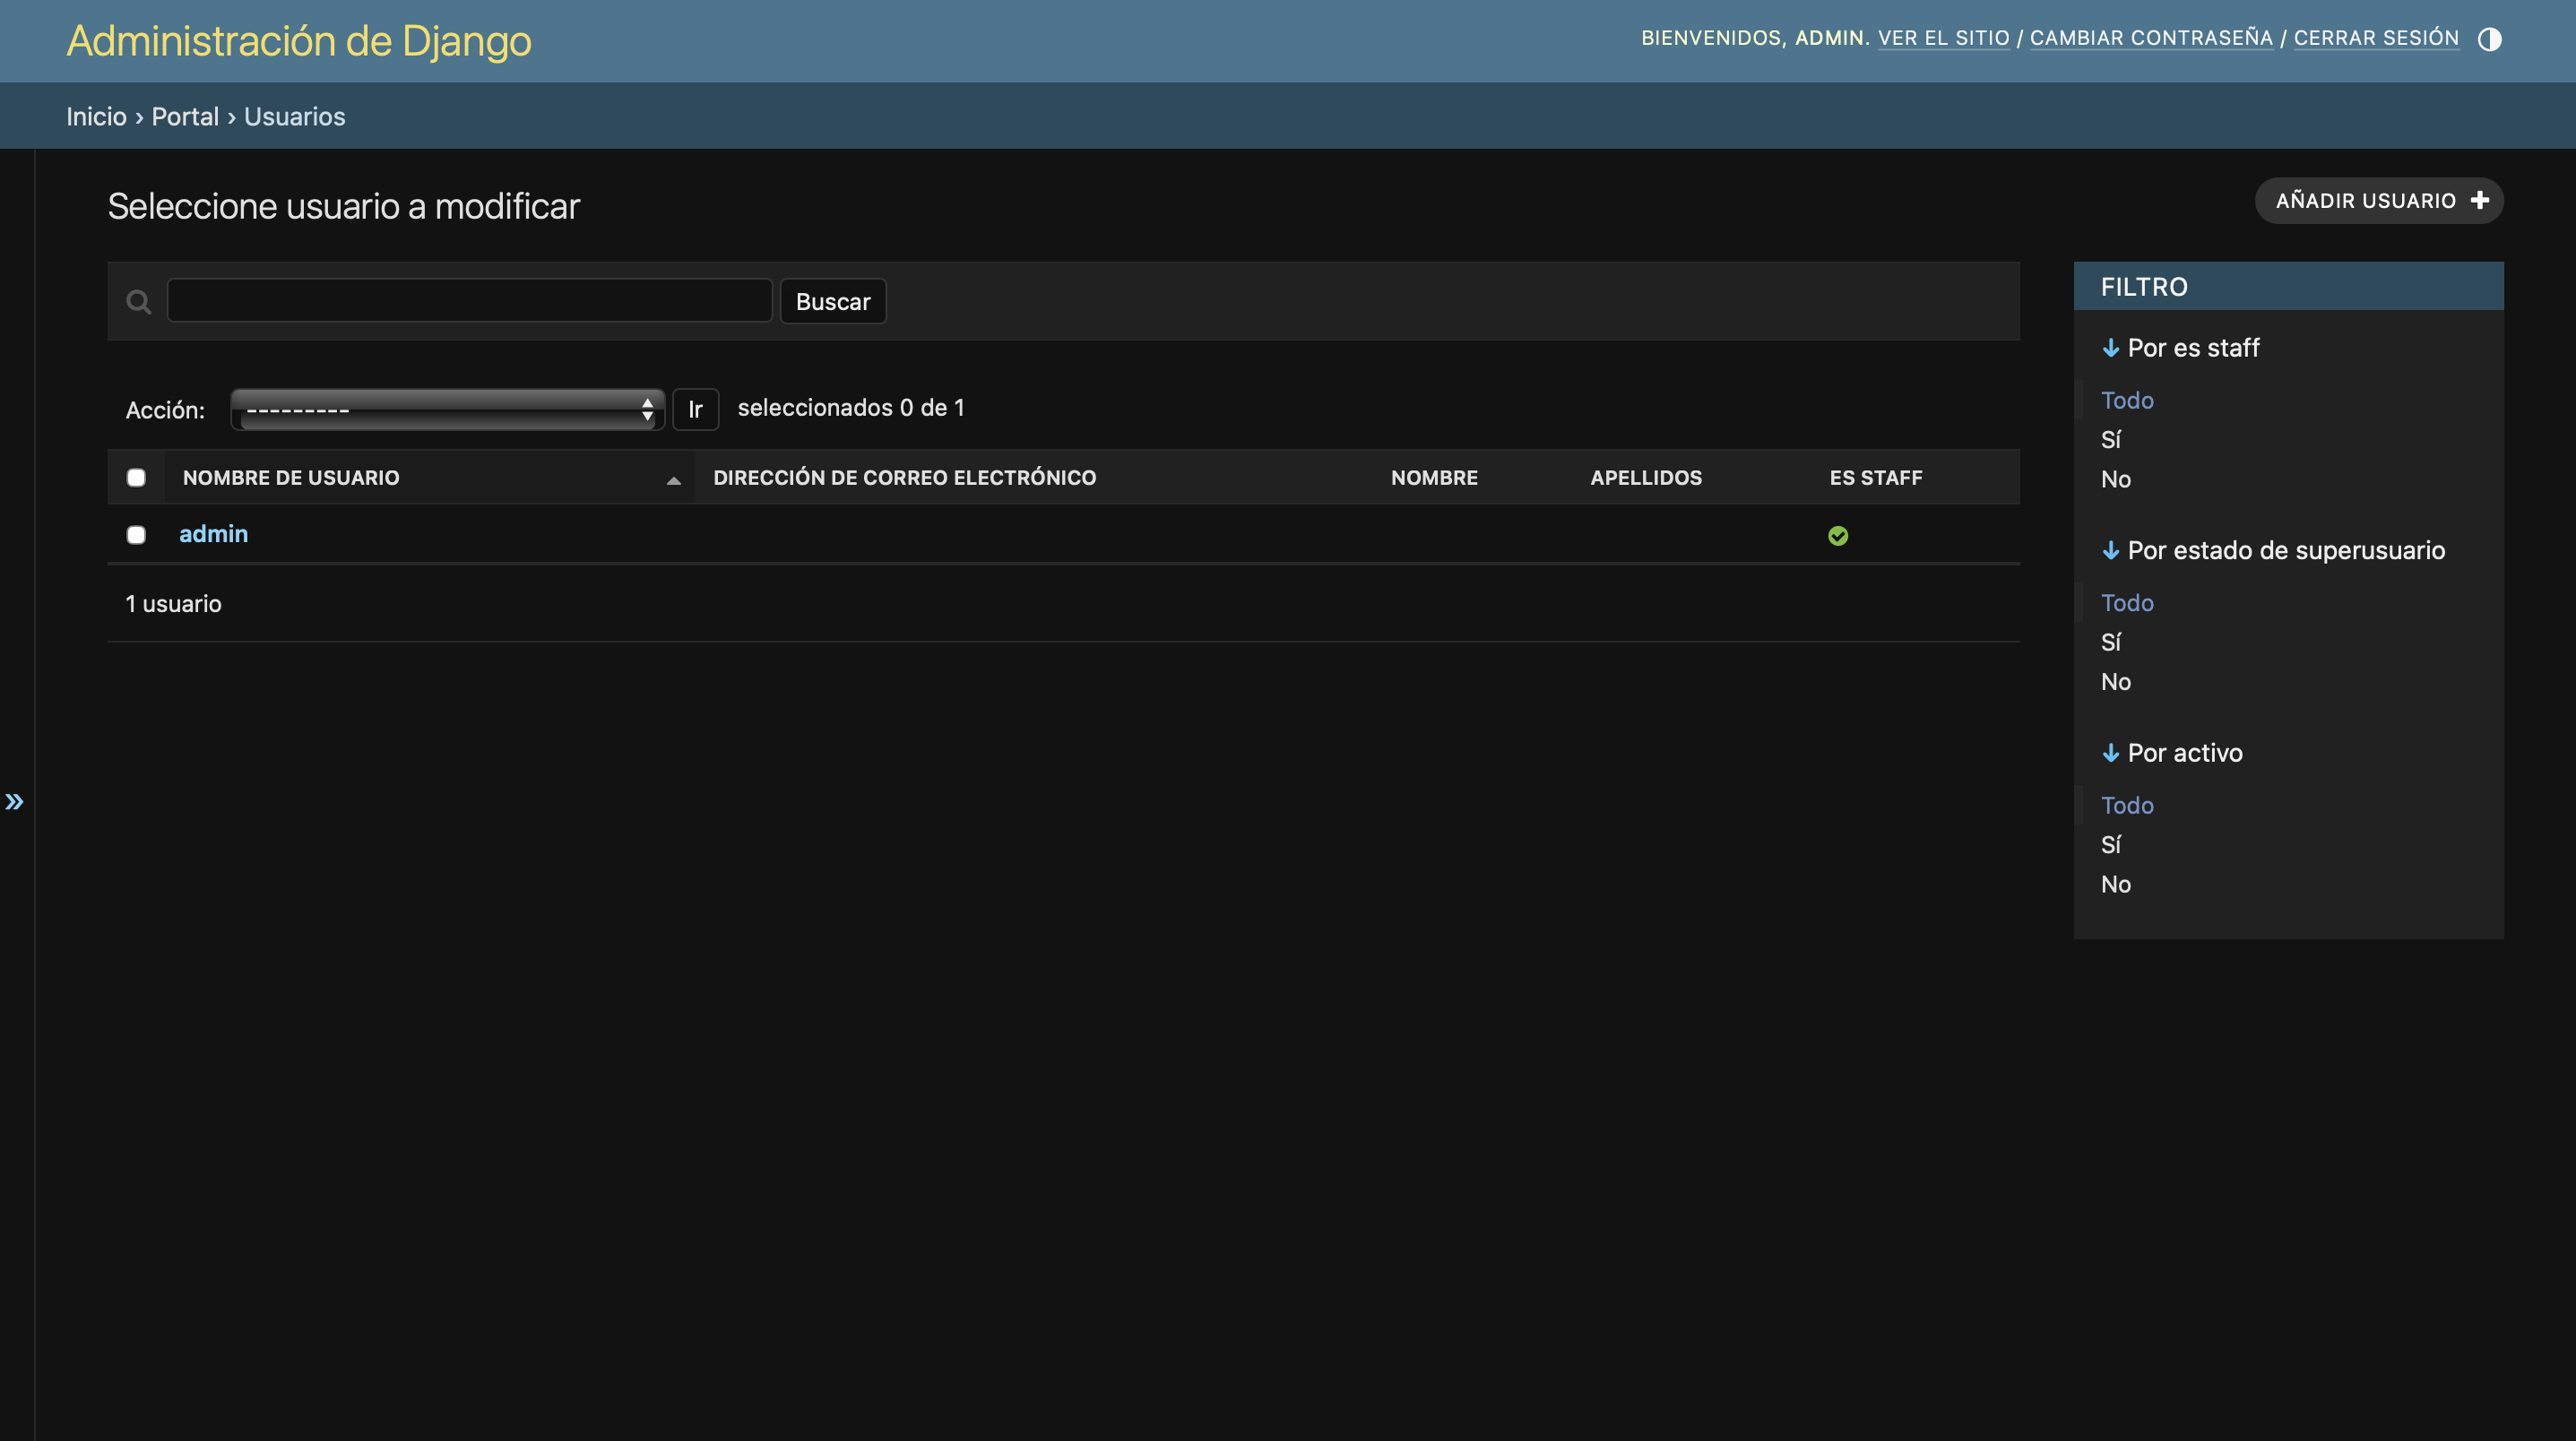 Administración de Django
BIENVENIDOS, ADMIN. VER EL SITIO / CAMBIAR CONTRASEÑA / CERRAR SESIÓN
Inicio › Portal › Usuarios
Seleccione usuario a modificar
AÑADIR USUARIO
Buscar
Acción: --------- Ir seleccionados 0 de 1
NOMBRE DE USUARIO DIRECCIÓN DE CORREO ELECTRÓNICO NOMBRE APELLIDOS ES STAFF
admin
1 usuario
FILTRO
Por es staff
Todo
Sí
No
Por estado de superusuario
Todo
Sí
No
Por activo
Todo
Sí
No
»